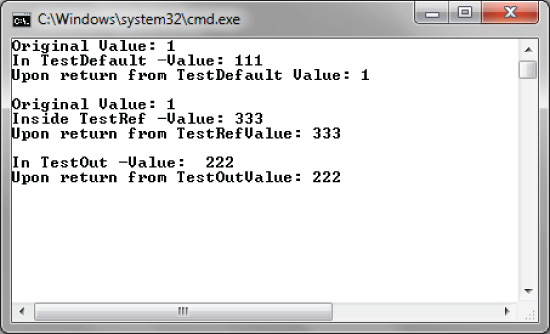 C:\Windows\system32\cmd.exe
Original Value: 1
In TestDefault -Value: 111
Upon return from TestDefault Value: 1
Original Value: 1
Inside TestRef -Value: 333
Upon return from TestRefValue: 333
In TestOut -Value:  222
Upon return from TestOutValue: 222